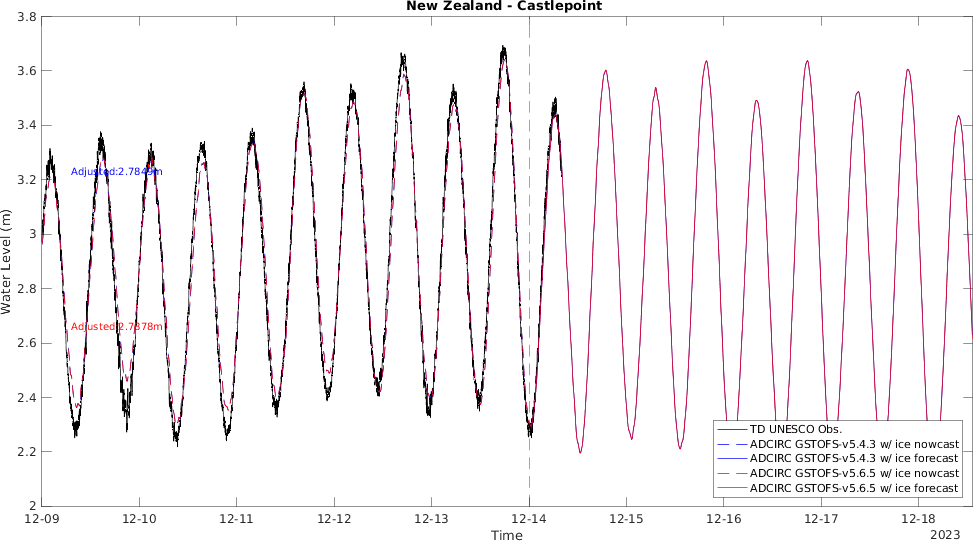 New Zealand - Castlepoint
3.8
3.6
3.4
3.2
3
2.8
2.6
2.4
2.2
2
Water Level (m)
Adjusted:2.7849m
Adjusted:2.7878m
TD UNESCO Obs.
ADCIRC GSTOFS-v5.4.3 w/ ice nowcast
ADCIRC GSTOFS-v5.4.3 w/ ice forecast
ADCIRC GSTOFS-v5.6.5 w/ ice nowcast
ADCIRC GSTOFS-v5.6.5 w/ ice forecast
12-09 12-10 12-11 12-12 12-13 12-14 12-15 12-16 12-17 12-18
Time
2023